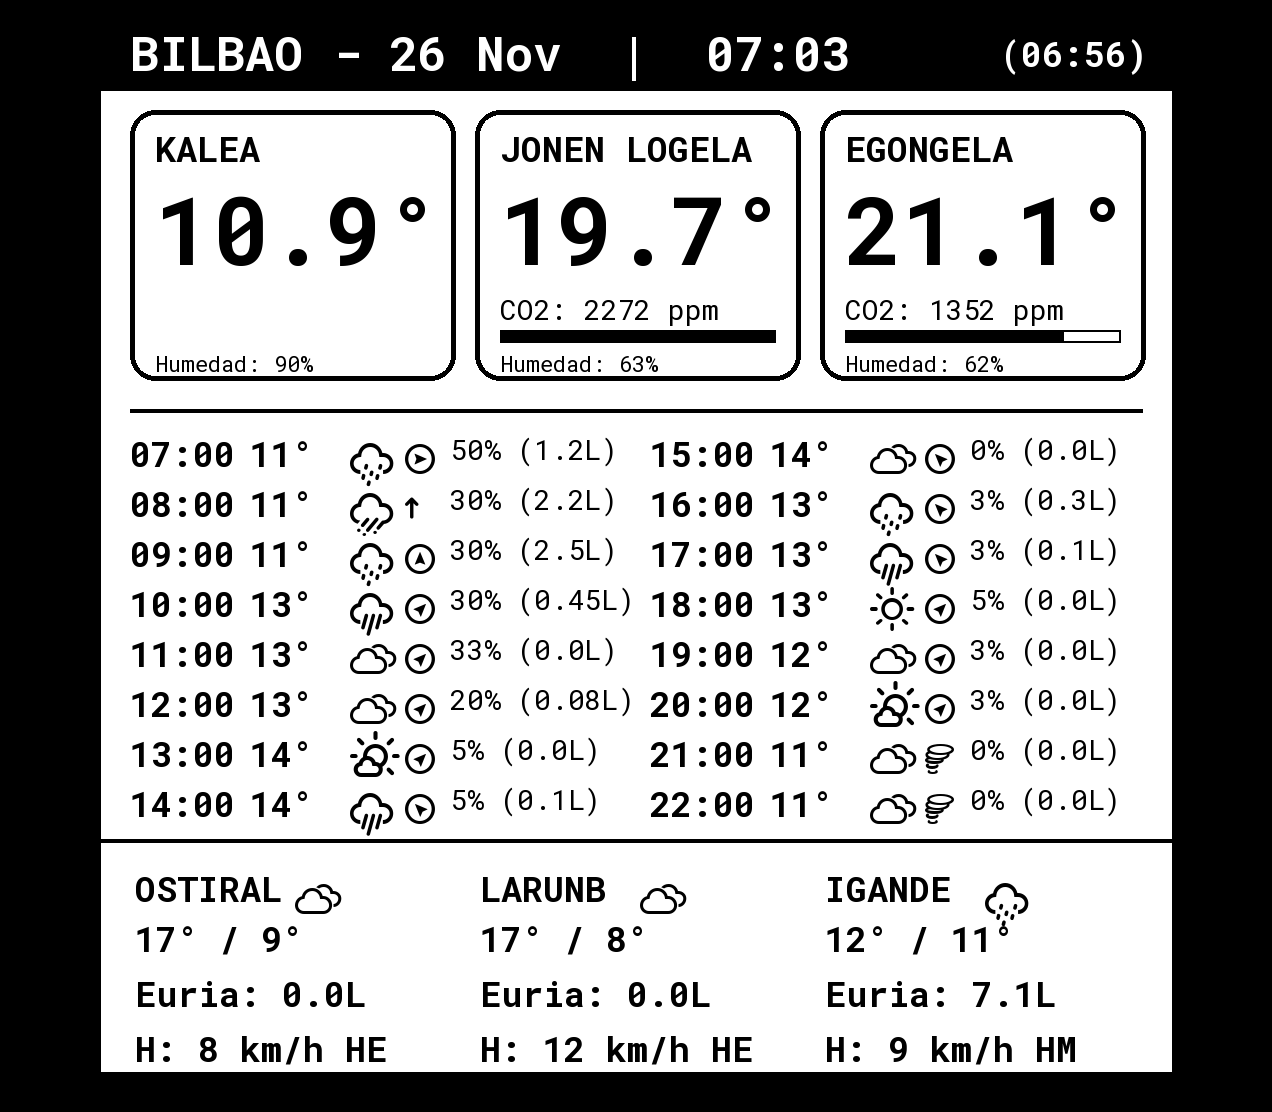 BILBAO - 26 Nov | 07:03 (06:56)
KALEA
10.9°
Humedad: 90%
JONEN LOGELA
19.7°
CO2: 2272 ppm
Humedad: 63%
EGONGELA
21.1°
CO2: 1352 ppm
Humedad: 62%
07:00 11° 50% (1.2L)
08:00 11° 30% (2.2L)
09:00 11° 30% (2.5L)
10:00 13° 30% (0.45L)
11:00 13° 33% (0.0L)
12:00 13° 20% (0.08L)
13:00 14° 5% (0.0L)
14:00 14° 5% (0.1L)
15:00 14° 0% (0.0L)
16:00 13° 3% (0.3L)
17:00 13° 3% (0.1L)
18:00 13° 5% (0.0L)
19:00 12° 3% (0.0L)
20:00 12° 3% (0.0L)
21:00 11° 0% (0.0L)
22:00 11° 0% (0.0L)
OSTIRAL
17° / 9°
Euria: 0.0L
H: 8 km/h HE
LARUNB
17° / 8°
Euria: 0.0L
H: 12 km/h HE
IGANDE
12° / 11°
Euria: 7.1L
H: 9 km/h HM